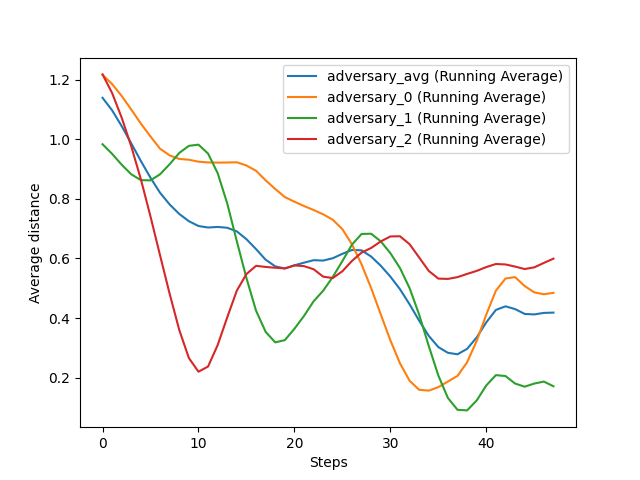 adversary_avg (Running Average)
adversary_0 (Running Average)
adversary_1 (Running Average)
adversary_2 (Running Average)
1.2
1.0
0.8
0.6
0.4
0.2
Average distance
0 10 20 30 40
Steps